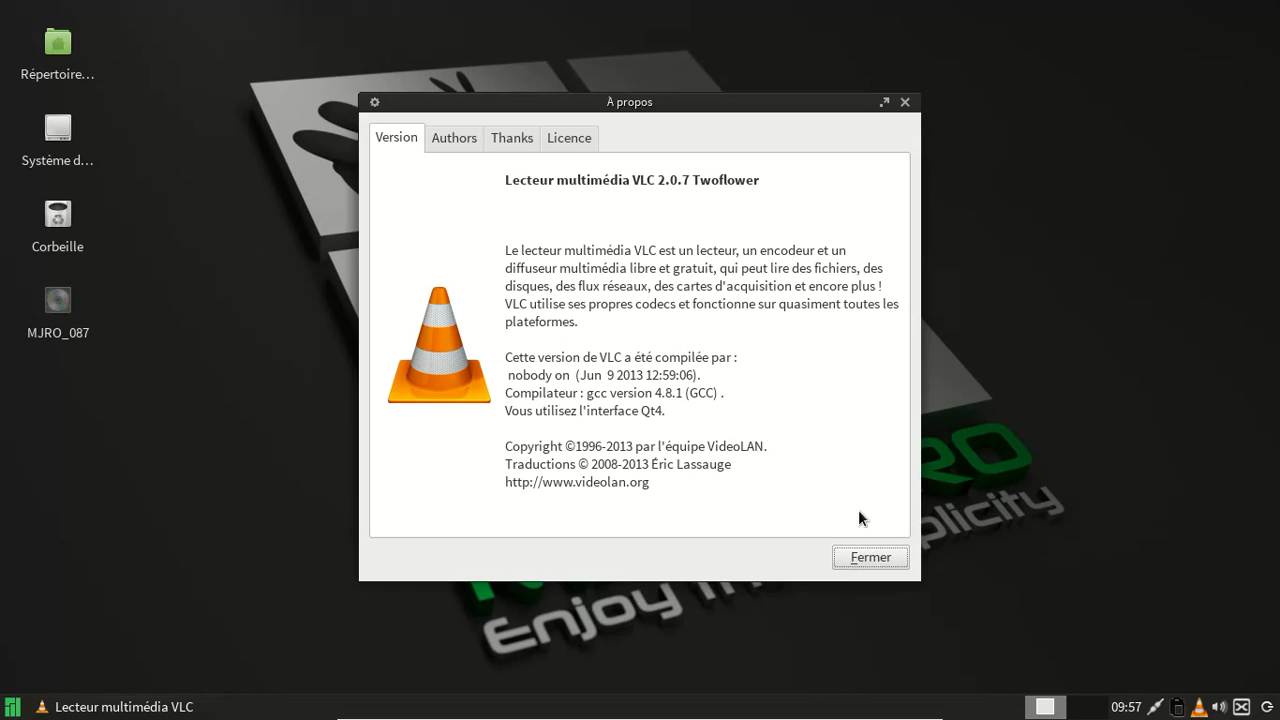 Répertoire...
Système d...
Corbeille
MJRO_087
À propos
Version
Authors
Thanks
Licence
Lecteur multimédia VLC 2.0.7 Twoflower
Le lecteur multimédia VLC est un lecteur, un encodeur et un
diffuseur multimédia libre et gratuit, qui peut lire des fichiers, des
disques, des flux réseaux, des cartes d'acquisition et encore plus !
VLC utilise ses propres codecs et fonctionne sur quasiment toutes les
plateformes.
Cette version de VLC a été compilée par :
nobody on  (Jun  9 2013 12:59:06).
Compilateur : gcc version 4.8.1 (GCC) .
Vous utilisez l'interface Qt4.
Copyright ©1996-2013 par l'équipe VideoLAN.
Traductions © 2008-2013 Éric Lassauge
http://www.videolan.org
Fermer
Enjoy
Lecteur multimédia VLC
09:57